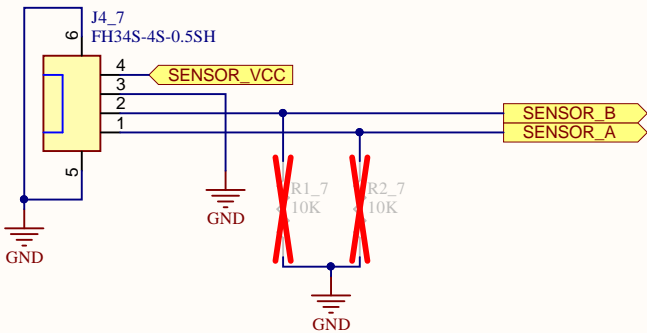 J4_7
FH34S-4S-0.5SH
6
4
SENSOR_VCC
3
2
SENSOR_B
1
SENSOR_A
5
R1_7
R2_7
10K
10K
GND
GND
GND